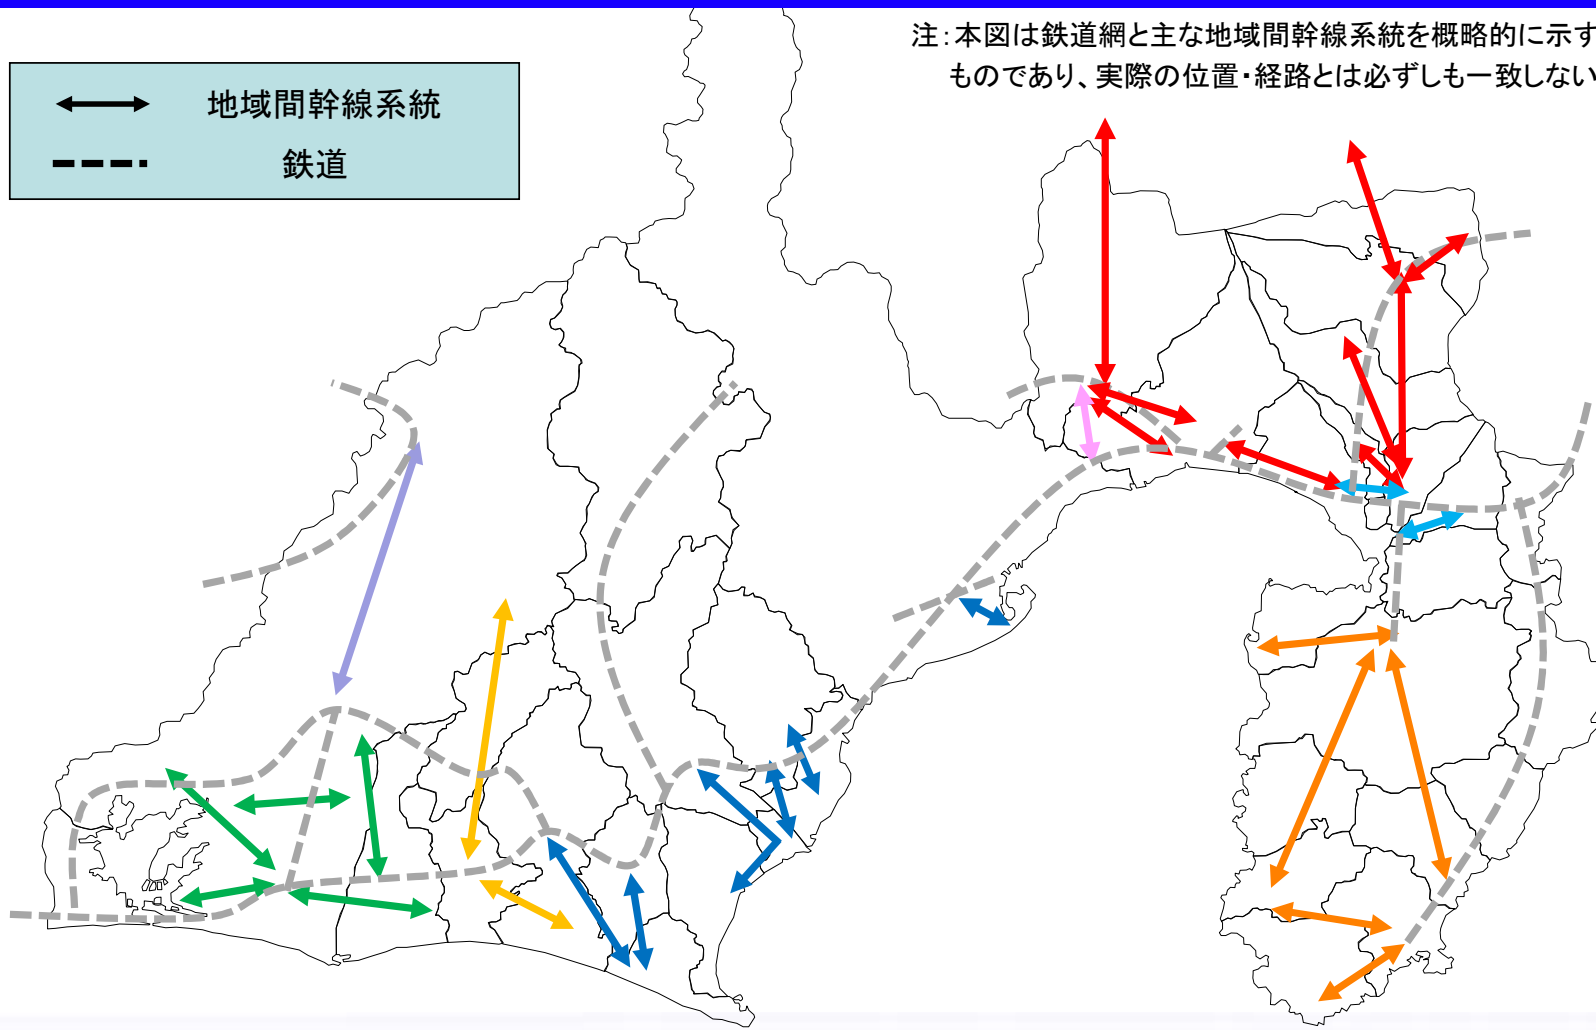 注：本図は鉄道網と主な地域間幹線系統を概略的に示す
ものであり、実際の位置・経路とは必ずしも一致しない
地域間幹線系統
鉄道